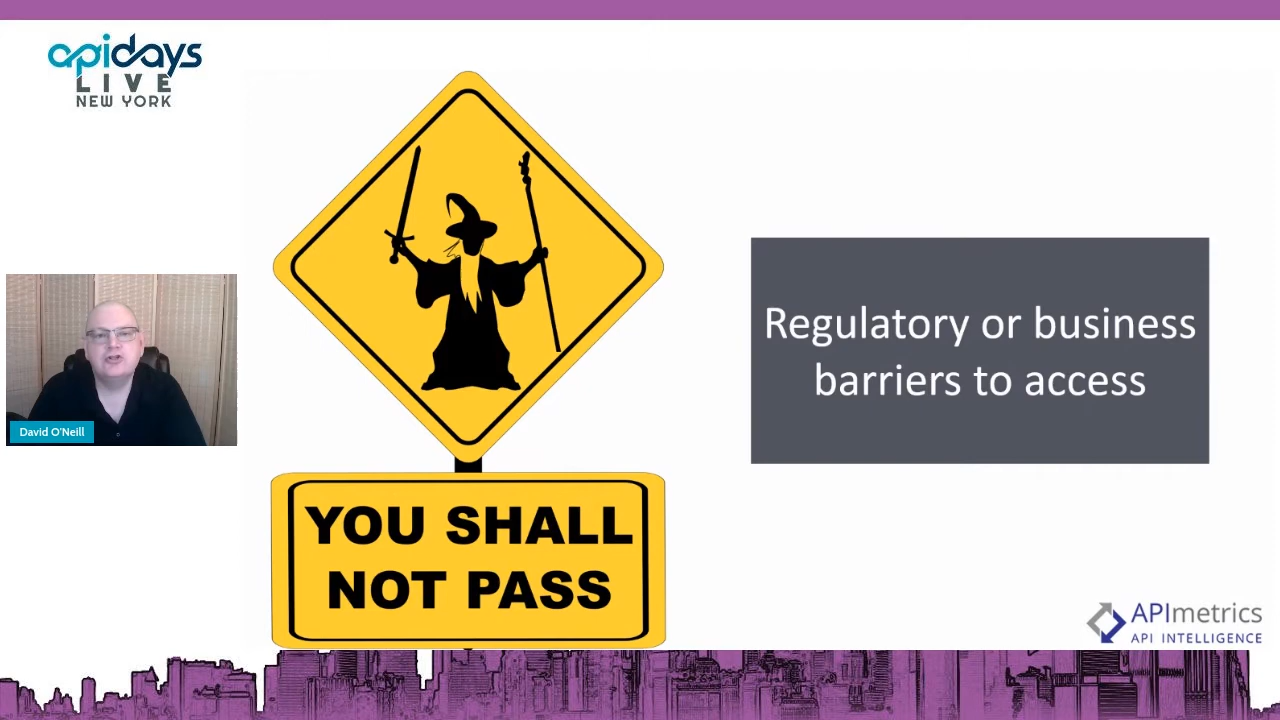 apidays
LIVE
NEW YORK
YOU SHALL
NOT PASS
Regulatory or business
barriers to access
David O'Neill
APImetrics
API INTELLIGENCE